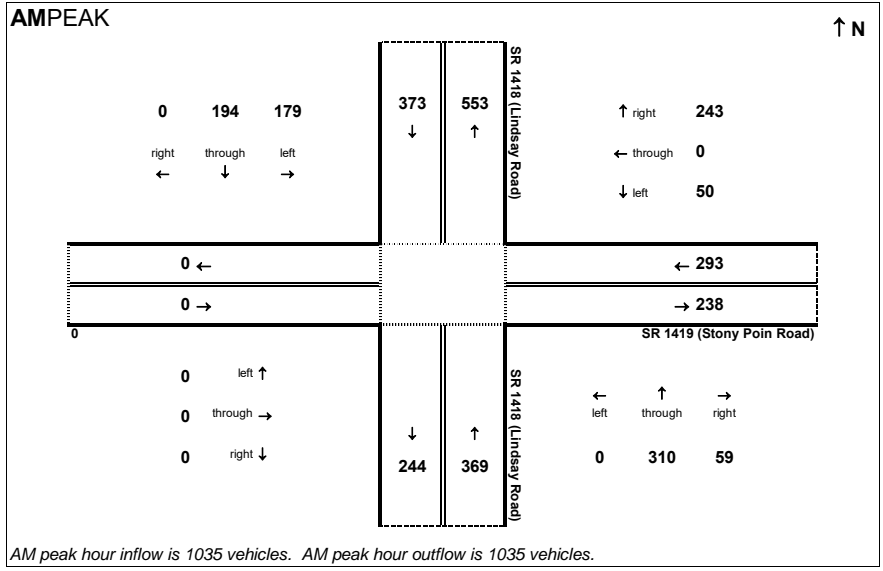 AMPEAK
↑ N
SR 1418 (Lindsay Road)
0 194 179
right through left
← ↓ →
373 553
↓ ↑
↑ right 243
← through 0
↓ left 50
0 ←
0 →
← 293
→ 238
0
SR 1419 (Stony Poin Road)
0 left ↑
0 through →
0 right ↓
↓ ↑
244 369
SR 1418 (Lindsay Road)
← ↑ →
left through right
0 310 59
AM peak hour inflow is 1035 vehicles. AM peak hour outflow is 1035 vehicles.